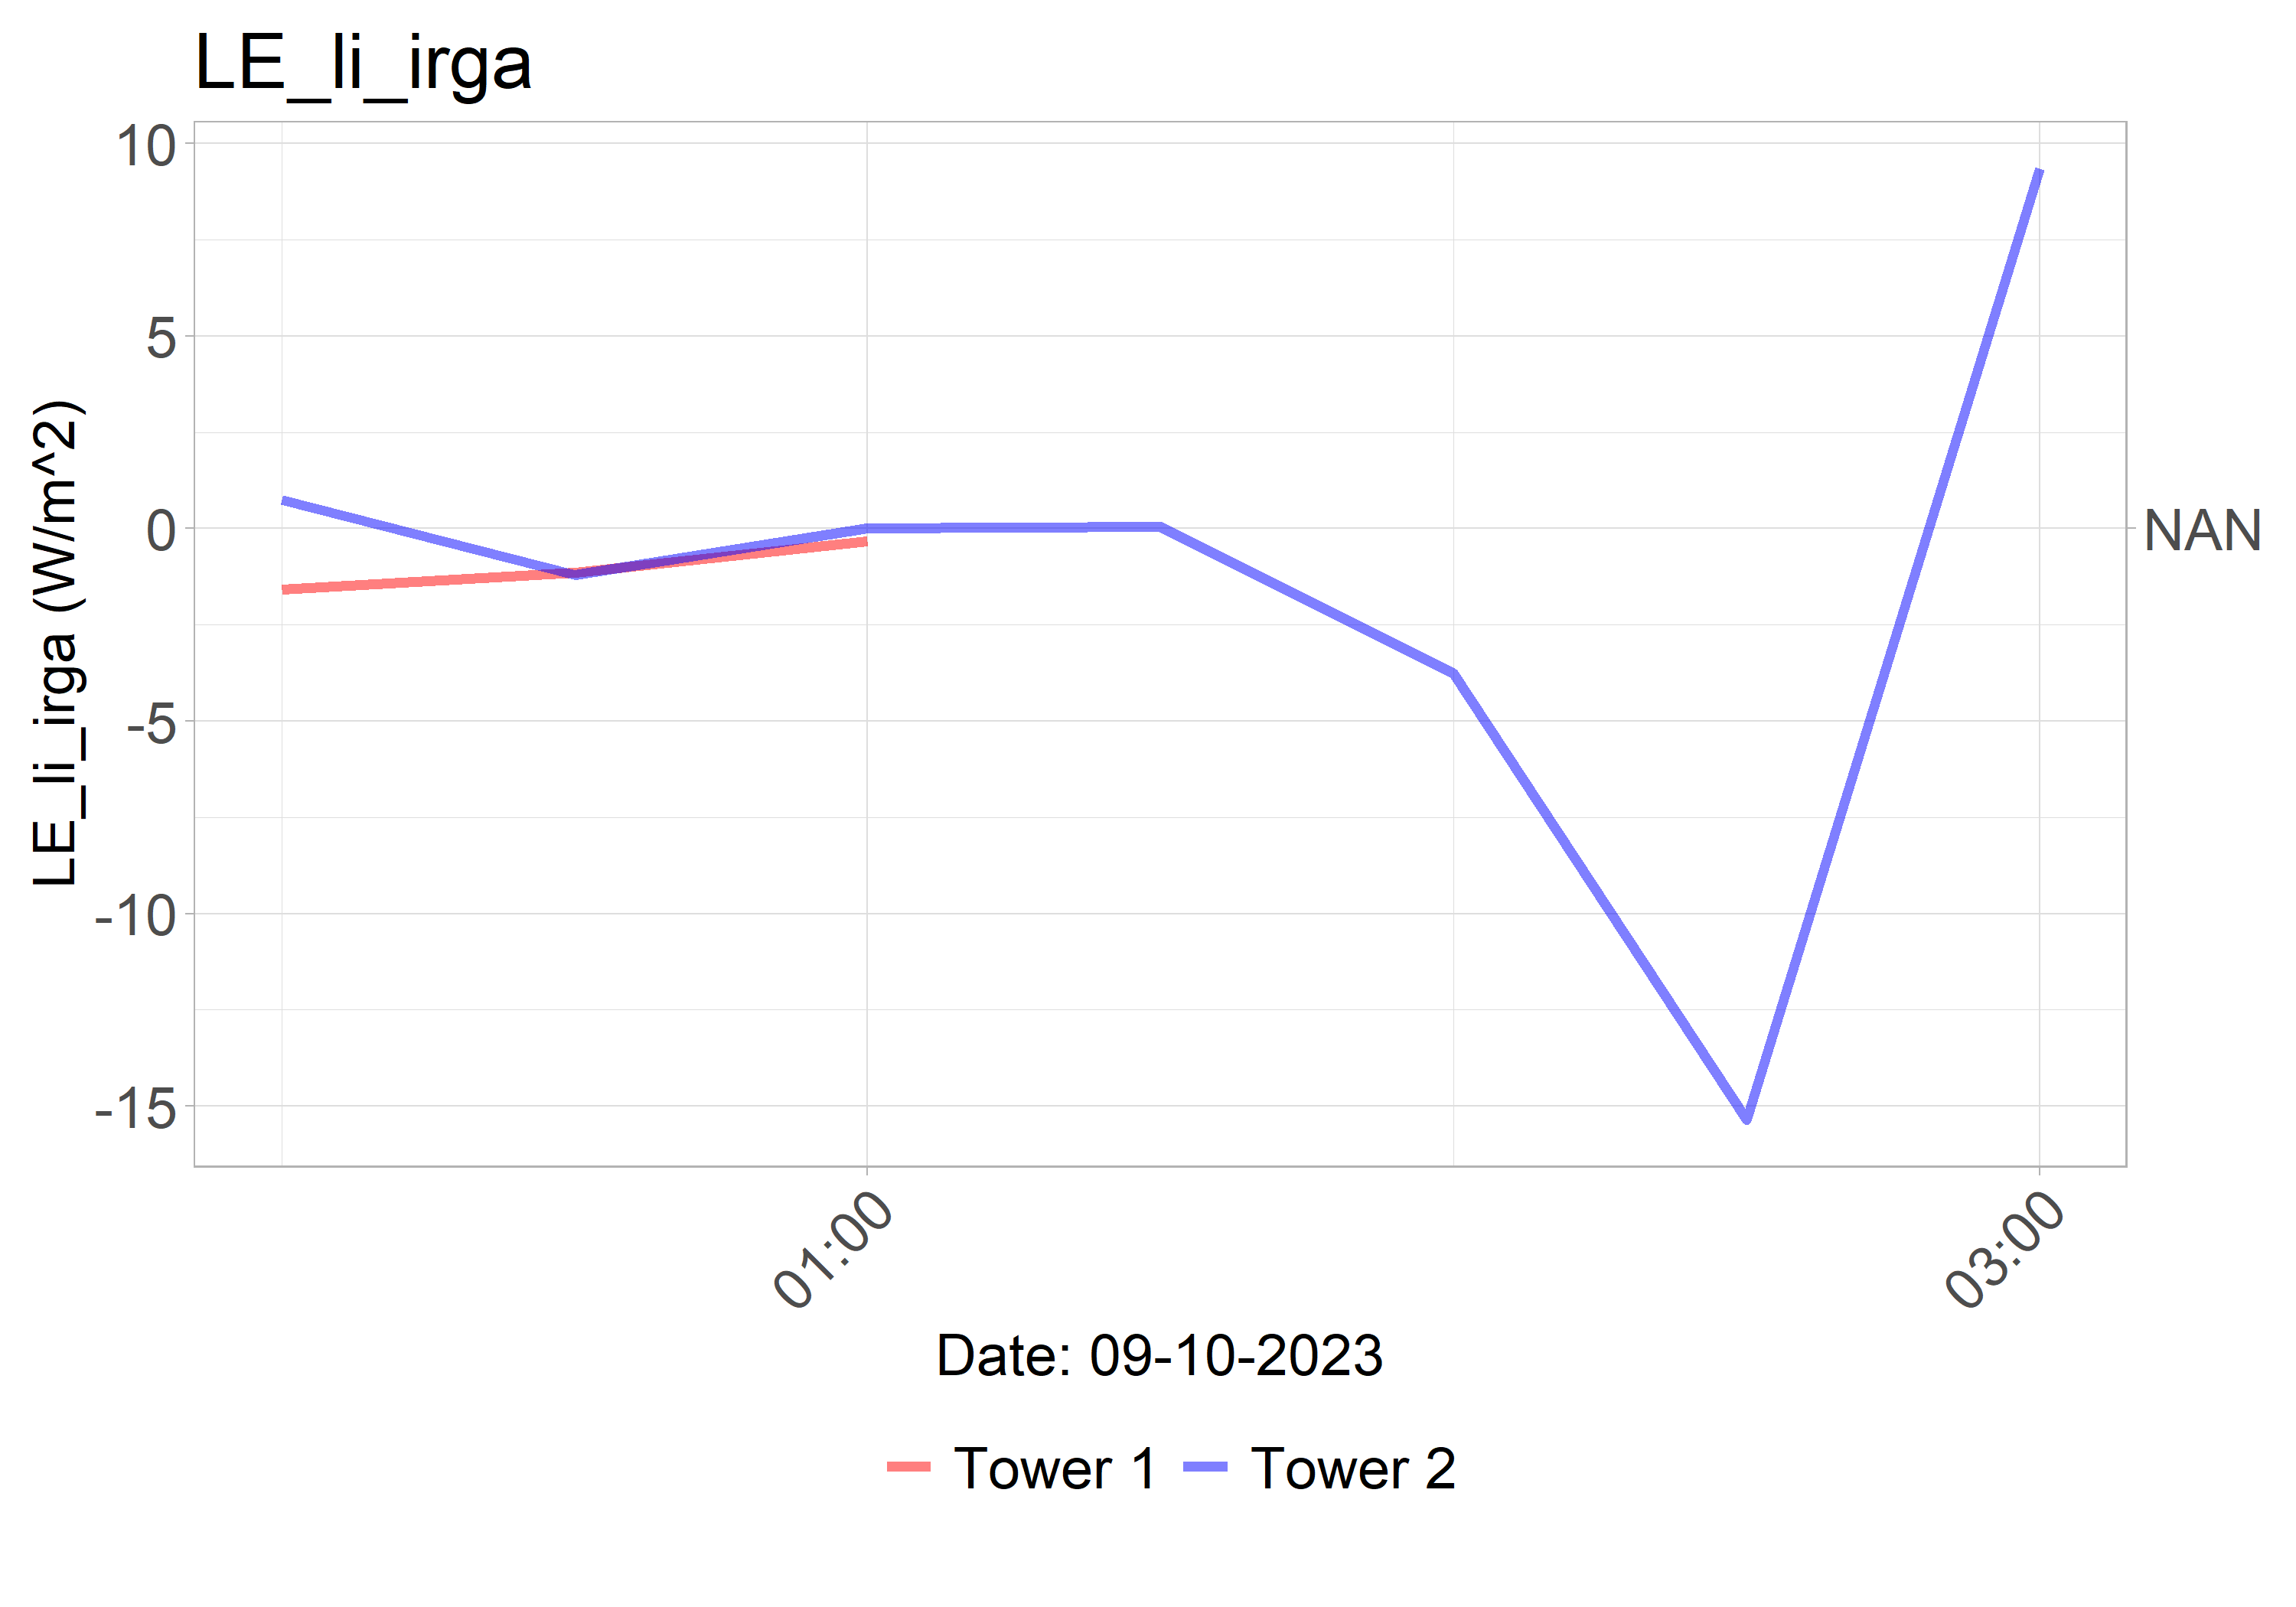 LE_li_irga
LE_li_irga (W/m^2)
10
5
0
-5
-10
-15
NAN
01:00
03:00
Date: 09-10-2023
Tower 1
Tower 2